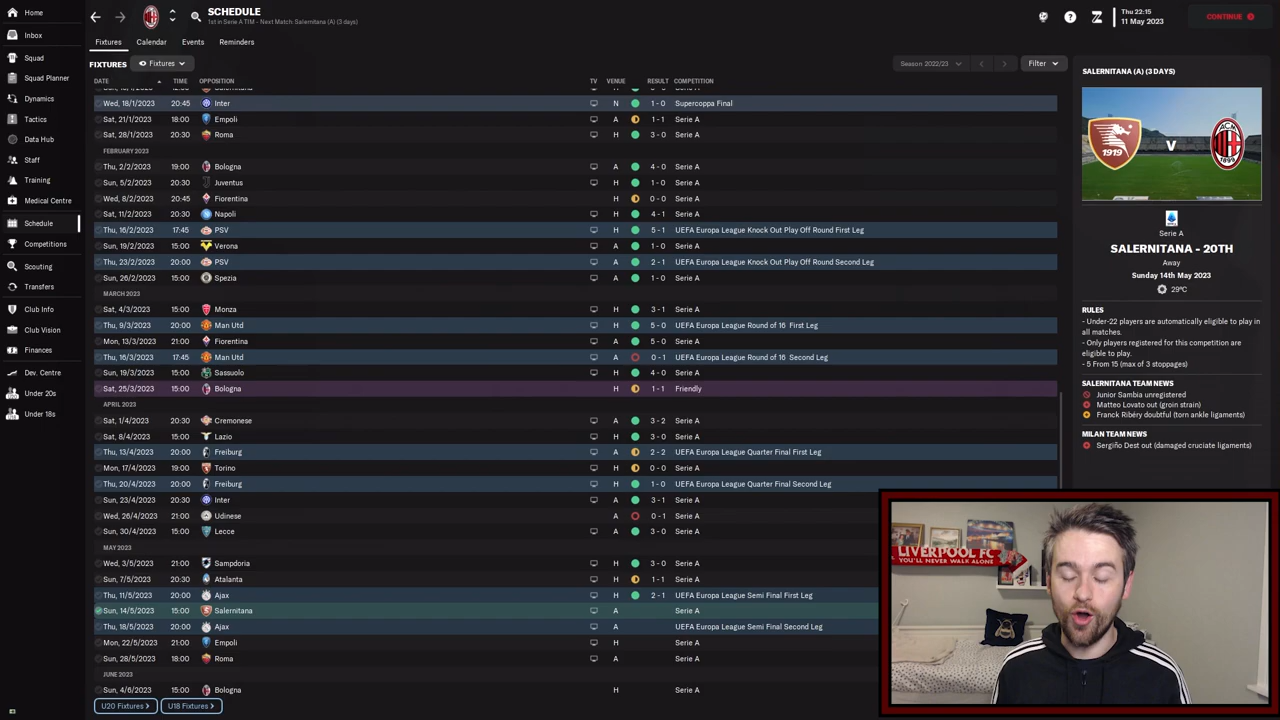 SCHEDULE
1st in Serie A TIM - Next Match: Salernitana (A) (3 days)
Thu 22:15
11 May 2023
CONTINUE
Home
Inbox
Squad
Squad Planner
Dynamics
Tactics
Data Hub
Staff
Training
Medical Centre
Schedule
Competitions
Scouting
Transfers
Club Info
Club Vision
Finances
Dev. Centre
Under 20s
Under 18s
Fixtures Calendar Events Reminders
FIXTURES Fixtures Season 2022/23 Filter
DATE TIME OPPOSITION TV VENUE RESULT COMPETITION
Wed, 18/1/2023 20:45 Inter N 1 - 0 Supercoppa Final
Sat, 21/1/2023 18:00 Empoli A 1 - 1 Serie A
Sat, 28/1/2023 20:30 Roma H 3 - 0 Serie A
FEBRUARY 2023
Thu, 2/2/2023 19:00 Bologna A 4 - 0 Serie A
Sun, 5/2/2023 20:30 Juventus H 1 - 0 Serie A
Wed, 8/2/2023 20:45 Fiorentina H 0 - 0 Serie A
Sat, 11/2/2023 20:30 Napoli H 4 - 1 Serie A
Thu, 16/2/2023 17:45 PSV H 5 - 1 UEFA Europa League Knock Out Play Off Round First Leg
Sun, 19/2/2023 15:00 Verona A 1 - 0 Serie A
Thu, 23/2/2023 20:00 PSV A 2 - 1 UEFA Europa League Knock Out Play Off Round Second Leg
Sun, 26/2/2023 15:00 Spezia A 1 - 0 Serie A
MARCH 2023
Sat, 4/3/2023 15:00 Monza H 3 - 1 Serie A
Thu, 9/3/2023 20:00 Man Utd H 5 - 0 UEFA Europa League Round of 16 First Leg
Mon, 13/3/2023 21:00 Fiorentina A 5 - 0 Serie A
Thu, 16/3/2023 17:45 Man Utd A 0 - 1 UEFA Europa League Round of 16 Second Leg
Sun, 19/3/2023 15:00 Sassuolo A 4 - 0 Serie A
Sat, 25/3/2023 15:00 Bologna H 1 - 1 Friendly
APRIL 2023
Sat, 1/4/2023 20:30 Cremonese A 3 - 2 Serie A
Sat, 8/4/2023 15:00 Lazio H 3 - 0 Serie A
Thu, 13/4/2023 20:00 Freiburg A 2 - 2 UEFA Europa League Quarter Final First Leg
Mon, 17/4/2023 19:00 Torino H 0 - 0 Serie A
Thu, 20/4/2023 20:00 Freiburg H 1 - 0 UEFA Europa League Quarter Final Second Leg
Sun, 23/4/2023 20:30 Inter A 3 - 1 Serie A
Wed, 26/4/2023 21:00 Udinese A 0 - 1 Serie A
Sun, 30/4/2023 15:00 Lecce H 3 - 0 Serie A
MAY 2023
Wed, 3/5/2023 15:00 Sampdoria H 3 - 0 Serie A
Sun, 7/5/2023 20:30 Atalanta A 1 - 1 Serie A
Thu, 11/5/2023 20:00 Ajax H 2 - 1 UEFA Europa League Semi Final First Leg
Sun, 14/5/2023 15:00 Salernitana A Serie A
Thu, 18/5/2023 20:00 Ajax A UEFA Europa League Semi Final Second Leg
Mon, 22/5/2023 21:00 Empoli H Serie A
Sun, 28/5/2023 18:00 Roma A Serie A
JUNE 2023
Sun, 4/6/2023 15:00 Bologna H Serie A
U20 Fixtures > U18 Fixtures >
SALERNITANA (A) (3 DAYS)
1919 V ACM 1899
Serie A
SALERNITANA - 20TH
Away
Sunday 14th May 2023
29°C
RULES
- Under-22 players are automatically eligible to play in
all matches.
- Only players registered for this competition are
eligible to play.
- 5 From 15 (max of 3 stoppages)
SALERNITANA TEAM NEWS
Junior Sambia unregistered
Matteo Lovato out (groin strain)
Franck Ribéry doubtful (torn ankle ligaments)
MILAN TEAM NEWS
Sergiño Dest out (damaged cruciate ligaments)
LIVERPOOL FC
YOU'LL NEVER WALK ALONE